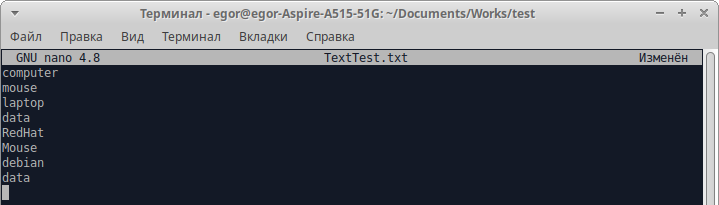 Терминал - egor@egor-Aspire-A515-51G: ~/Documents/Works/test
Файл Правка Вид Терминал Вкладки Справка
GNU nano 4.8 TextTest.txt Изменён
computer
mouse
laptop
data
RedHat
Mouse
debian
data